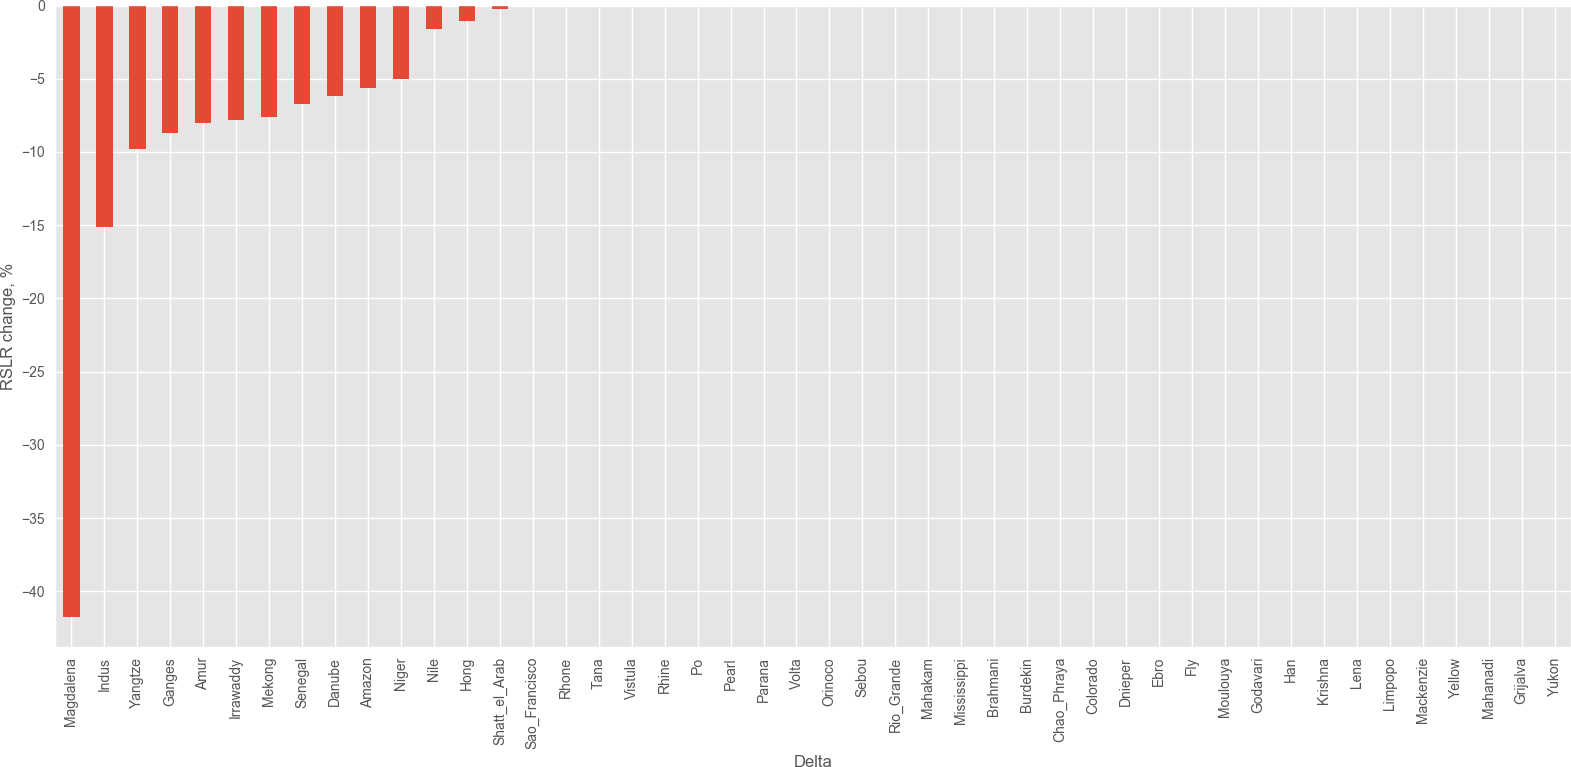 0
−5
−10
−15
−20
−25
−30
−35
−40
RSLR change, %
Magdalena
Indus
Yangtze
Ganges
Amur
Irrawaddy
Mekong
Senegal
Danube
Amazon
Niger
Nile
Hong
Shatt_el_Arab
Sao_Francisco
Rhone
Tana
Vistula
Rhine
Po
Pearl
Parana
Volta
Orinoco
Sebou
Rio_Grande
Mahakam
Mississippi
Brahmani
Burdekin
Chao_Phraya
Colorado
Dnieper
Ebro
Fly
Moulouya
Godavari
Han
Krishna
Lena
Limpopo
Mackenzie
Yellow
Mahanadi
Grijalva
Yukon
Delta